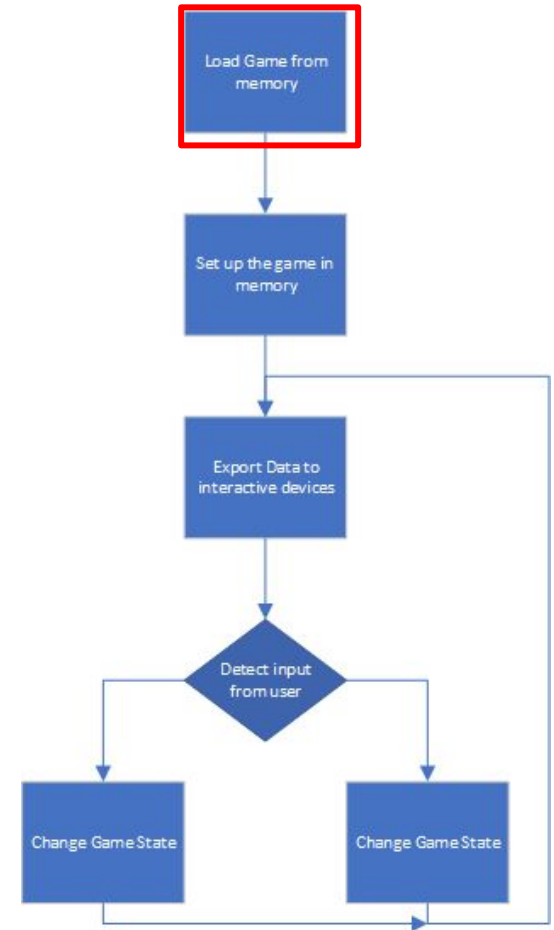 Load Game from
memory
Set up the game in
memory
Export Data to
interactive devices
Detect input
from user
Change Game State
Change Game State